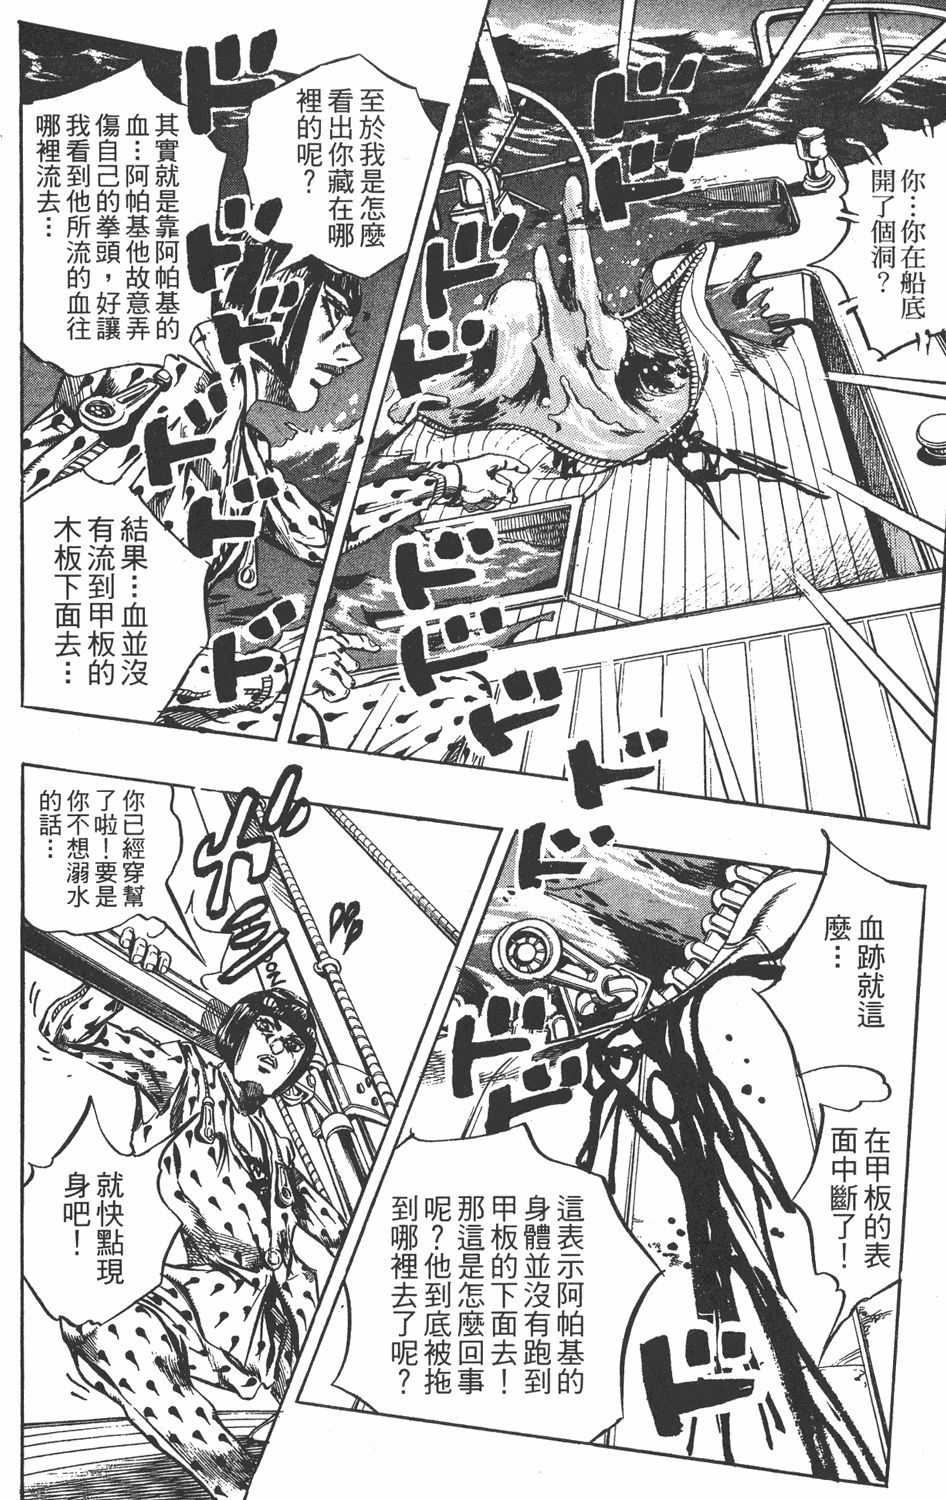 你…你在船底
開了個洞？
至於我是怎麼
看出你藏在哪
裡的呢？
其實就是靠阿帕基的
血…阿帕基他故意弄
傷自己的拳頭，好讓
我看到他所流的血往
哪裡流去…
結果…血並沒
有流到甲板的
木板下面去…
ドドドド
ドドド
ドドド
ドド
血跡就這
麼…
在甲板的表
面中斷了！
這表示阿帕基的
身體並沒有跑到
甲板的下面去！
那這是怎麼回事
呢？他到底被拖
到哪裡去了呢？
ドドド
ド
你已經穿幫
了啦！要是
你不想溺水
的話…
就快點現
身吧！